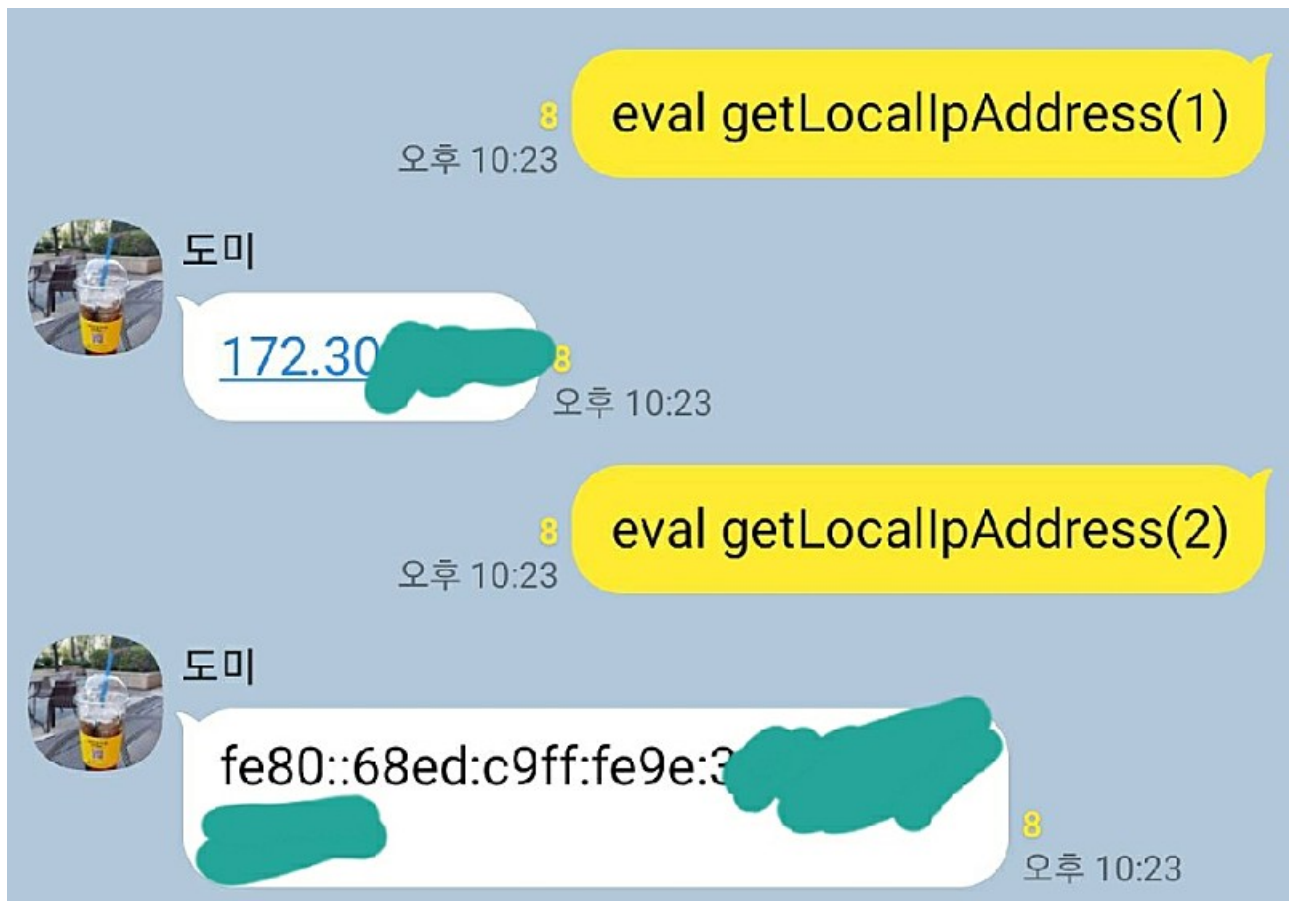 eval getLocalIpAddress(1)
8
오후 10:23
도미
172.30
8
오후 10:23
eval getLocalIpAddress(2)
8
오후 10:23
도미
fe80::68ed:c9ff:fe9e:3
8
오후 10:23